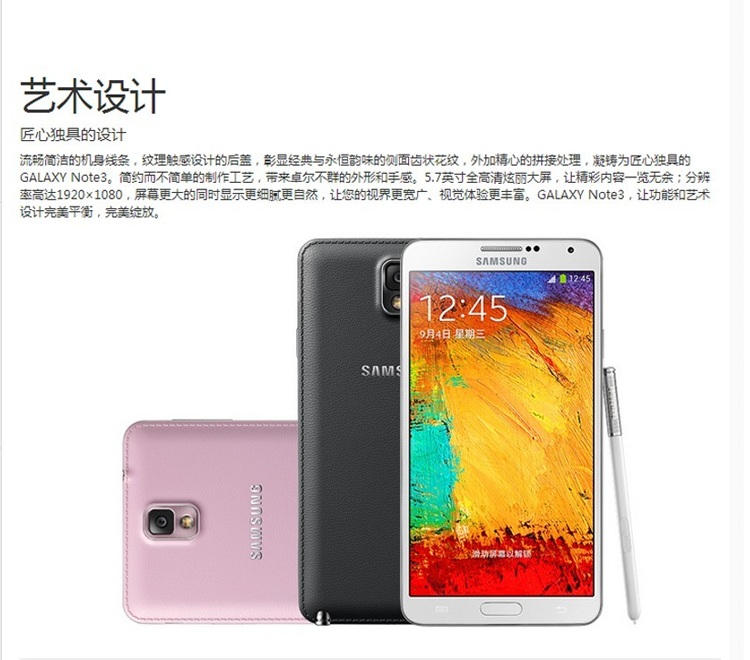 艺术设计
匠心独具的设计
流畅简洁的机身线条，纹理触感设计的后盖，彰显经典与永恒韵味的侧面齿状花纹，外加精心的拼接处理，凝铸为匠心独具的
GALAXY Note3。简约而不简单的制作工艺，带来卓尔不群的外形和手感。5.7英寸全高清炫丽大屏，让精彩内容一览无余；分辨
率高达1920×1080，屏幕更大的同时显示更细腻更自然，让您的视界更宽广、视觉体验更丰富。GALAXY Note3，让功能和艺术
设计完美平衡，完美绽放。
SAMSUNG
12:45
12:45
9月4日 星期三
SAMS
SAMSUNG
滑动屏幕以解锁